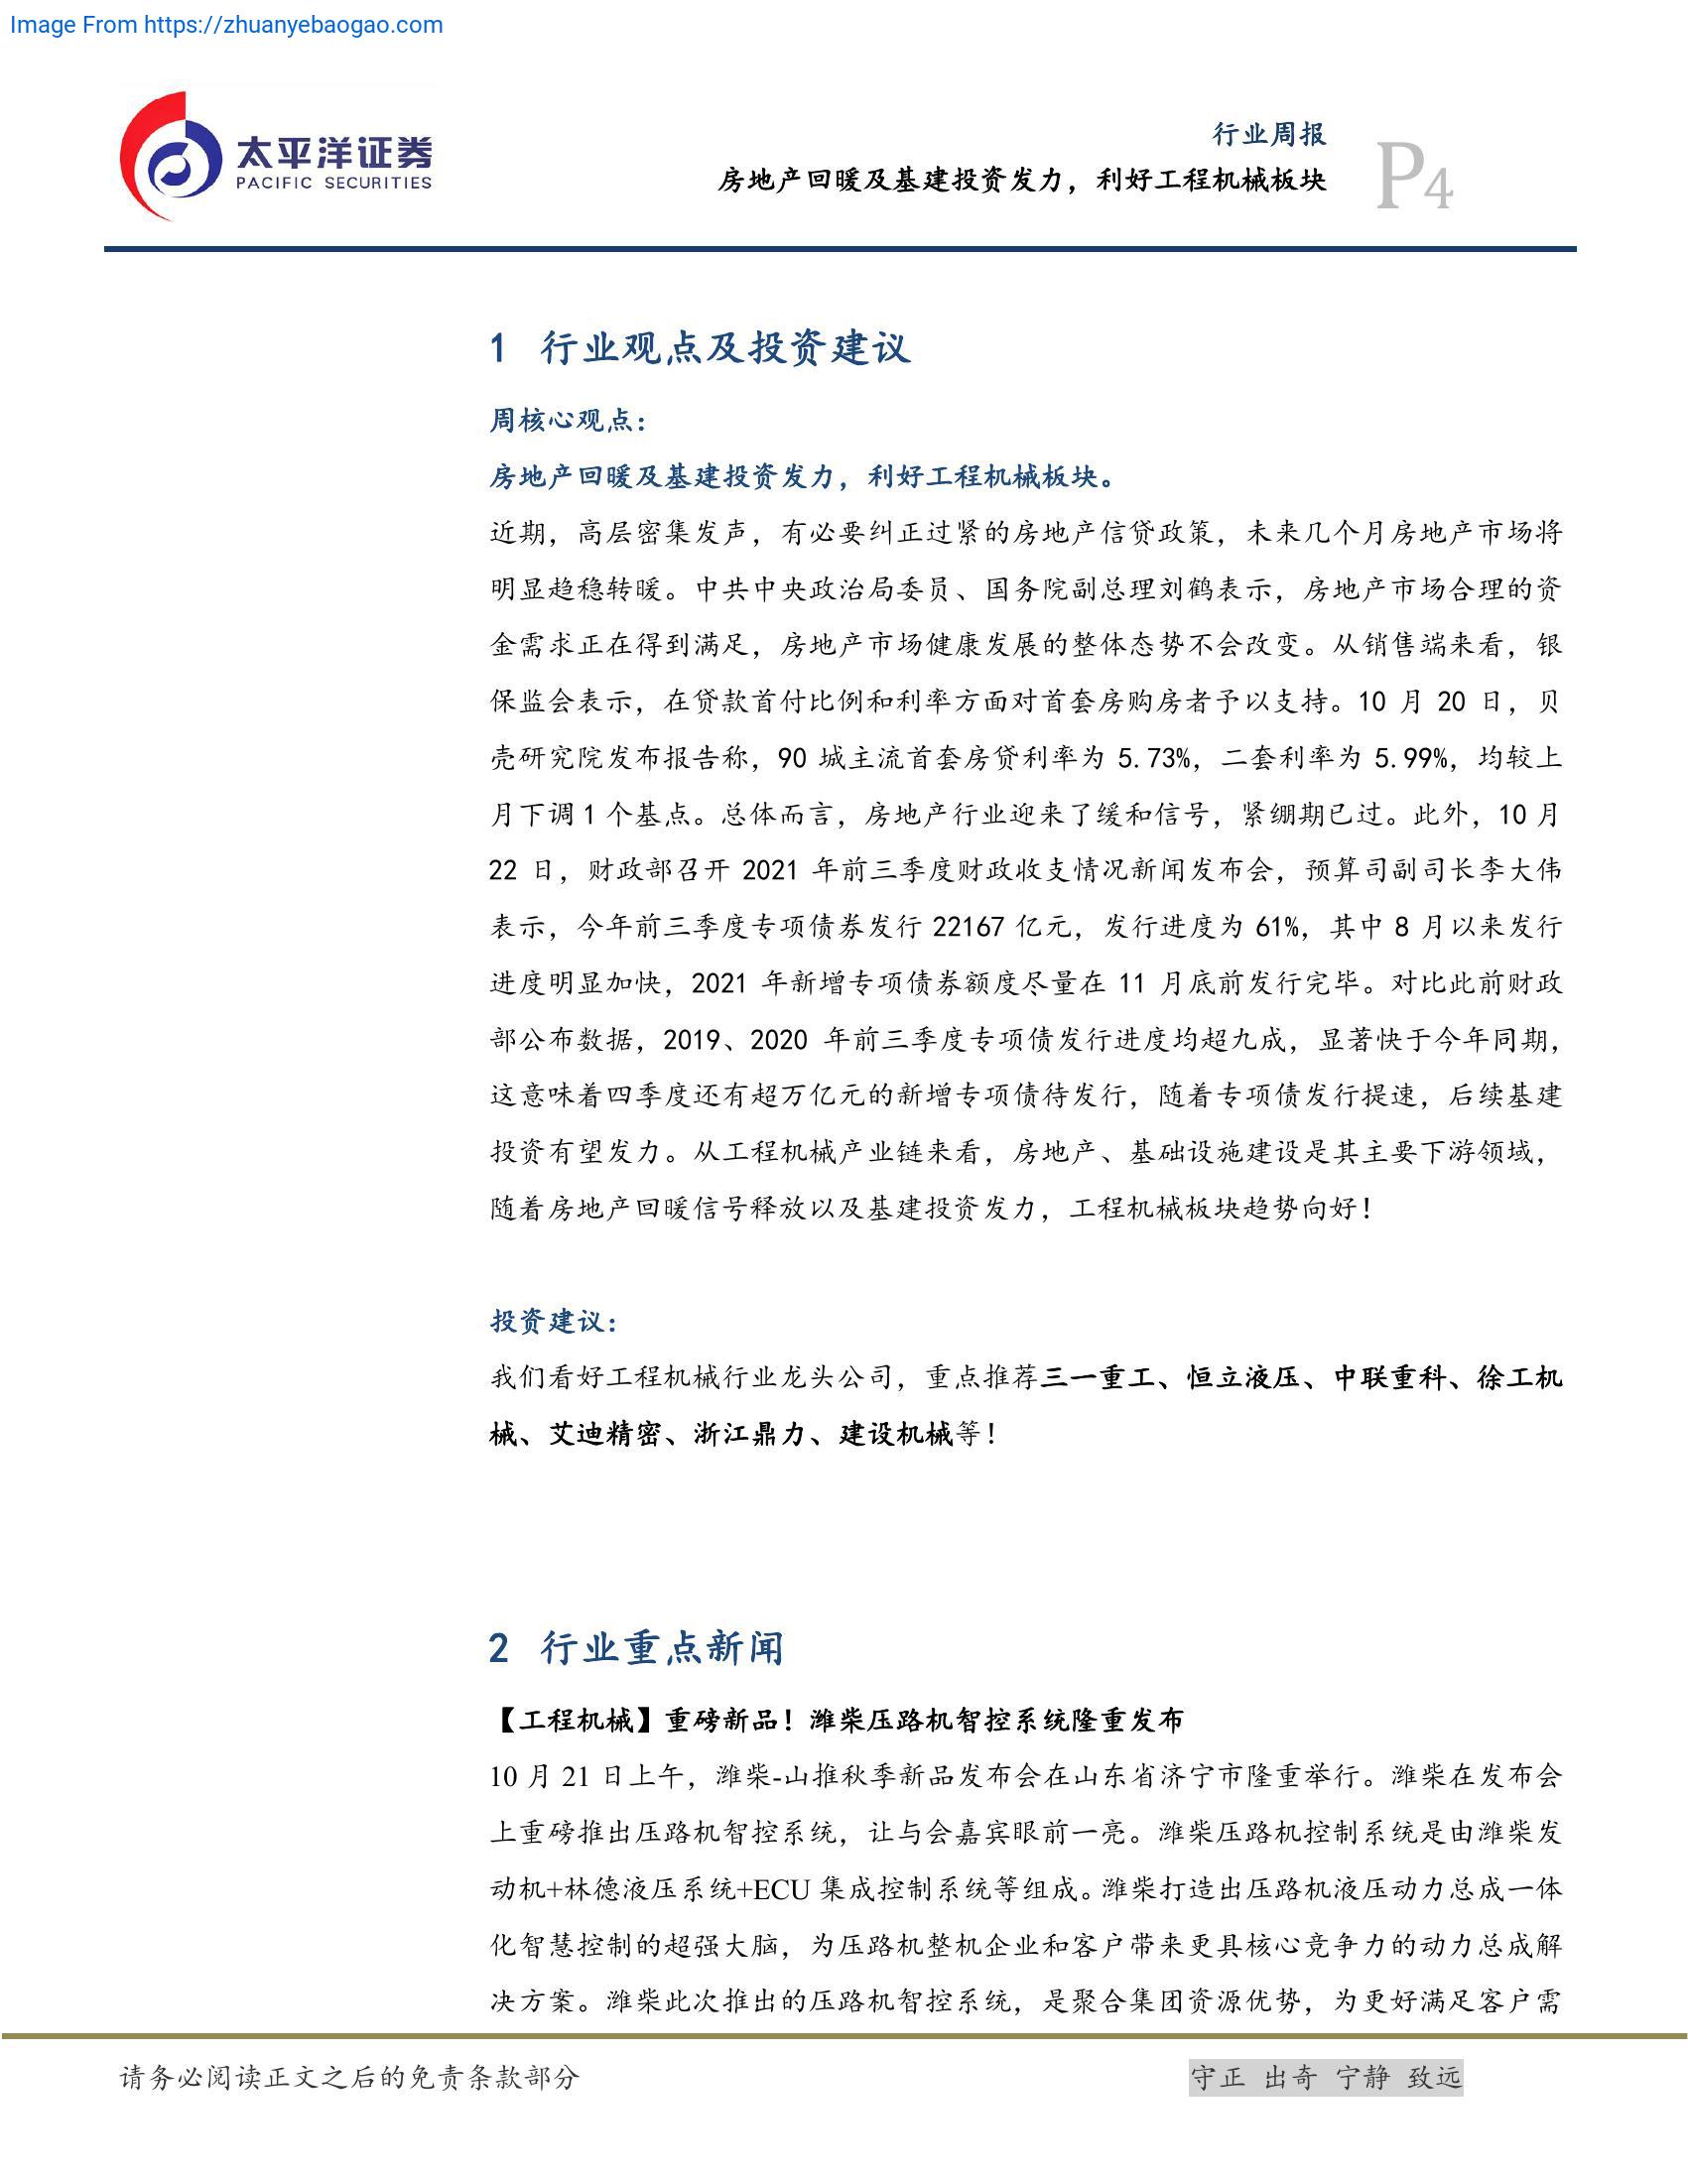 Image From https://zhuanyebaogao.com
太平洋证券
PACIFIC SECURITIES
行业周报
房地产回暖及基建投资发力，利好工程机械板块
P4
1 行业观点及投资建议
周核心观点：
房地产回暖及基建投资发力，利好工程机械板块。
近期，高层密集发声，有必要纠正过紧的房地产信贷政策，未来几个月房地产市场将
明显趋稳转暖。中共中央政治局委员、国务院副总理刘鹤表示，房地产市场合理的资
金需求正在得到满足，房地产市场健康发展的整体态势不会改变。从销售端来看，银
保监会表示，在贷款首付比例和利率方面对首套房购房者予以支持。10 月 20 日，贝
壳研究院发布报告称，90 城主流首套房贷利率为 5.73%，二套利率为 5.99%，均较上
月下调 1 个基点。总体而言，房地产行业迎来了缓和信号，紧绷期已过。此外，10 月
22 日，财政部召开 2021 年前三季度财政收支情况新闻发布会，预算司副司长李大伟
表示，今年前三季度专项债券发行 22167 亿元，发行进度为 61%，其中 8 月以来发行
进度明显加快，2021 年新增专项债券额度尽量在 11 月底前发行完毕。对比此前财政
部公布数据，2019、2020 年前三季度专项债发行进度均超九成，显著快于今年同期，
这意味着四季度还有超万亿元的新增专项债待发行，随着专项债发行提速，后续基建
投资有望发力。从工程机械产业链来看，房地产、基础设施建设是其主要下游领域，
随着房地产回暖信号释放以及基建投资发力，工程机械板块趋势向好！
投资建议：
我们看好工程机械行业龙头公司，重点推荐三一重工、恒立液压、中联重科、徐工机
械、艾迪精密、浙江鼎力、建设机械等！
2 行业重点新闻
【工程机械】重磅新品！潍柴压路机智控系统隆重发布
10 月 21 日上午，潍柴-山推秋季新品发布会在山东省济宁市隆重举行。潍柴在发布会
上重磅推出压路机智控系统，让与会嘉宾眼前一亮。潍柴压路机控制系统是由潍柴发
动机+林德液压系统+ECU 集成控制系统等组成。潍柴打造出压路机液压动力总成一体
化智慧控制的超强大脑，为压路机整机企业和客户带来更具核心竞争力的动力总成解
决方案。潍柴此次推出的压路机智控系统，是聚合集团资源优势，为更好满足客户需
请务必阅读正文之后的免责条款部分
守正 出奇 宁静 致远